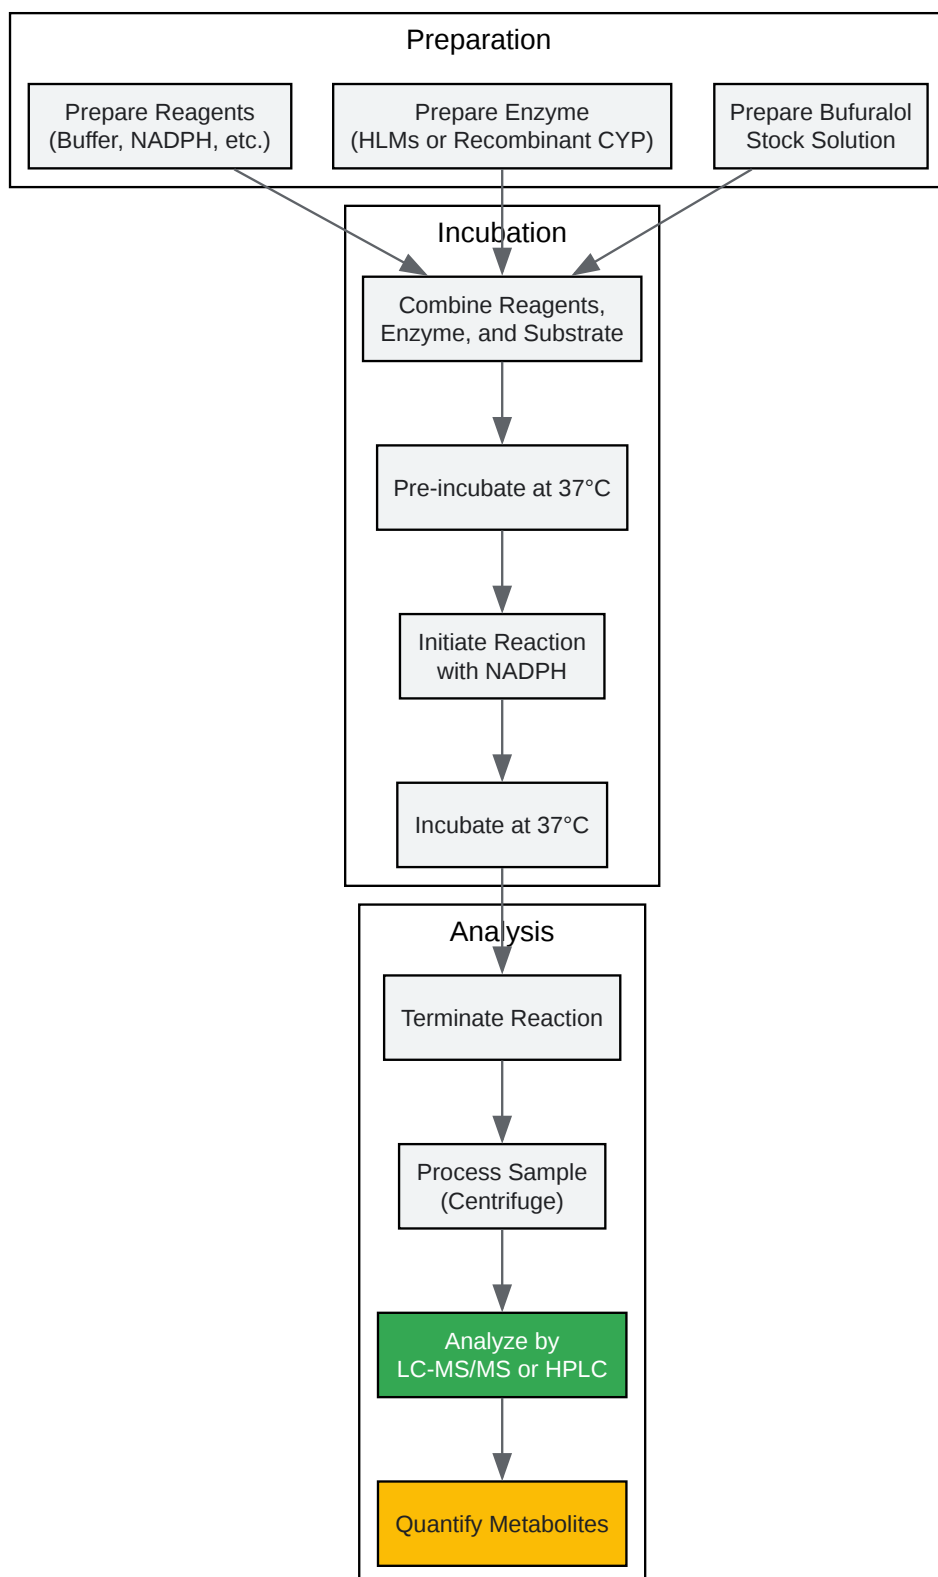 Preparation
Prepare Reagents
(Buffer, NADPH, etc.)
Prepare Enzyme
(HLMs or Recombinant CYP)
Prepare Bufuralol
Stock Solution
Incubation
Combine Reagents,
Enzyme, and Substrate
Pre-incubate at 37°C
Initiate Reaction
with NADPH
Incubate at 37°C
Analysis
Terminate Reaction
Process Sample
(Centrifuge)
Analyze by
LC-MS/MS or HPLC
Quantify Metabolites